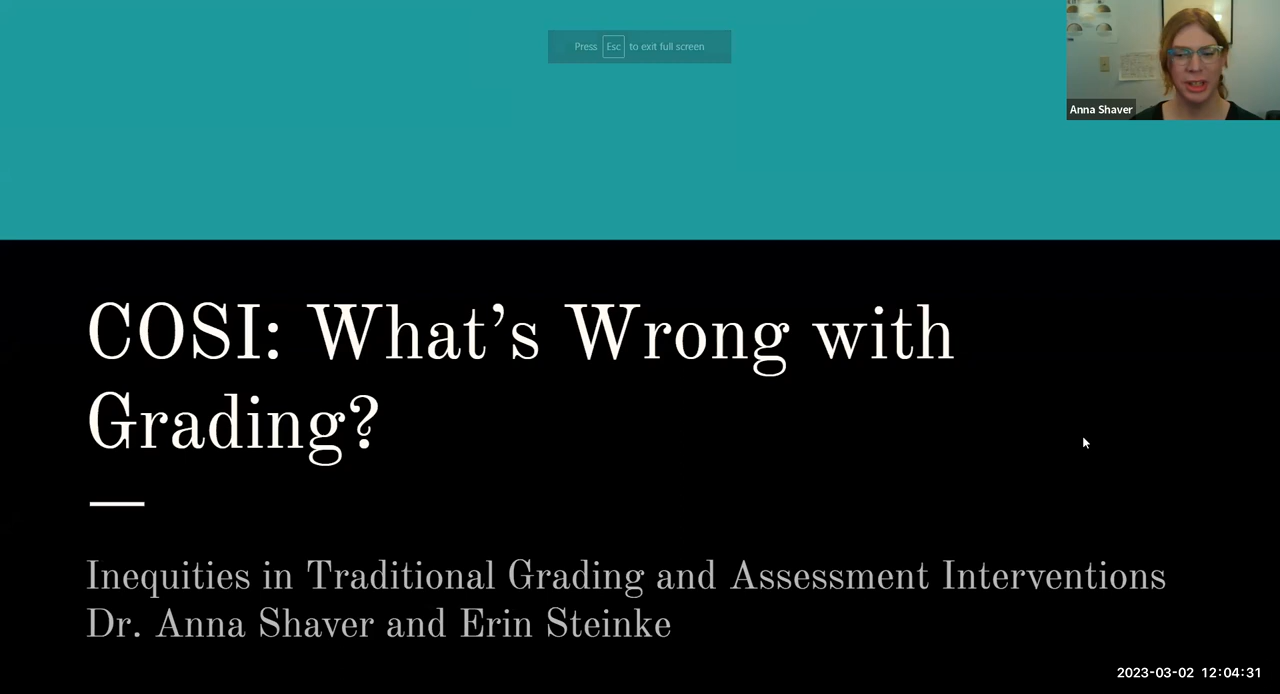 Press Esc to exit full screen
Anna Shaver
COSI: What's Wrong with
Grading?
Inequities in Traditional Grading and Assessment Interventions
Dr. Anna Shaver and Erin Steinke
2023-03-02 12:04:31